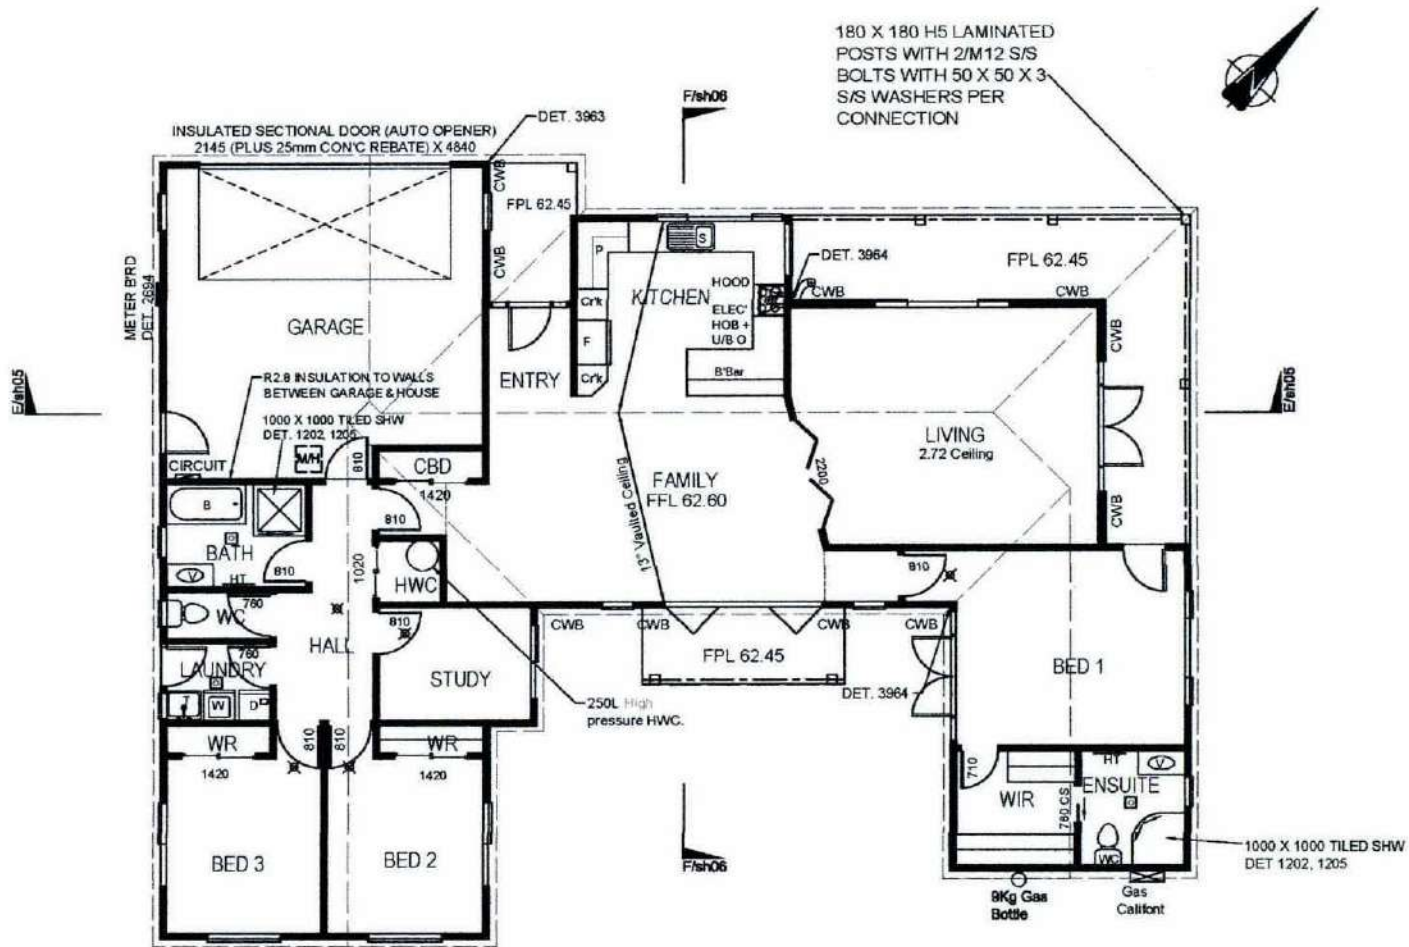 180 X 180 H5 LAMINATED
POSTS WITH 2/M12 S/S
BOLTS WITH 50 X 50 X 3
S/S WASHERS PER
CONNECTION
F/sh06
DET. 3963
INSULATED SECTIONAL DOOR (AUTO OPENER)
2145 (PLUS 25mm CON'C REBATE) X 4840
CWB
FPL 62.45
CWB
METER B'RD
DET. 2694
GARAGE
P
S
KITCHEN
HOOD
ELEC'
HOB +
U/B O
Cr'k
F
Cr'k
B'Bar
DET. 3964
CWB
FPL 62.45
CWB
CWB
ENTRY
E/sh05
R2.8 INSULATION TO WALLS
BETWEEN GARAGE & HOUSE
1000 X 1000 TILED SHW
DET. 1202, 1205
E/sh05
LIVING
2.72 Ceiling
CIRCUIT
M/H
810
CBD
1420
FAMILY
FFL 62.60
2200
13° Vaulted Ceiling
B
BATH
810
810
1020
HWC
CWB
810
V
HT
WC
760
HALL
810
CWB
CWB
CWB
CWB
LAUNDRY
760
T
W
D
STUDY
FPL 62.45
BED 1
DET. 3964
250L High
pressure HWC.
WR
1420
810
810
WR
1420
710
WIR
760 CS
HT
V
ENSUITE
WC
BED 3
BED 2
F/sh06
1000 X 1000 TILED SHW
DET 1202, 1205
9Kg Gas
Bottle
Gas
Califont